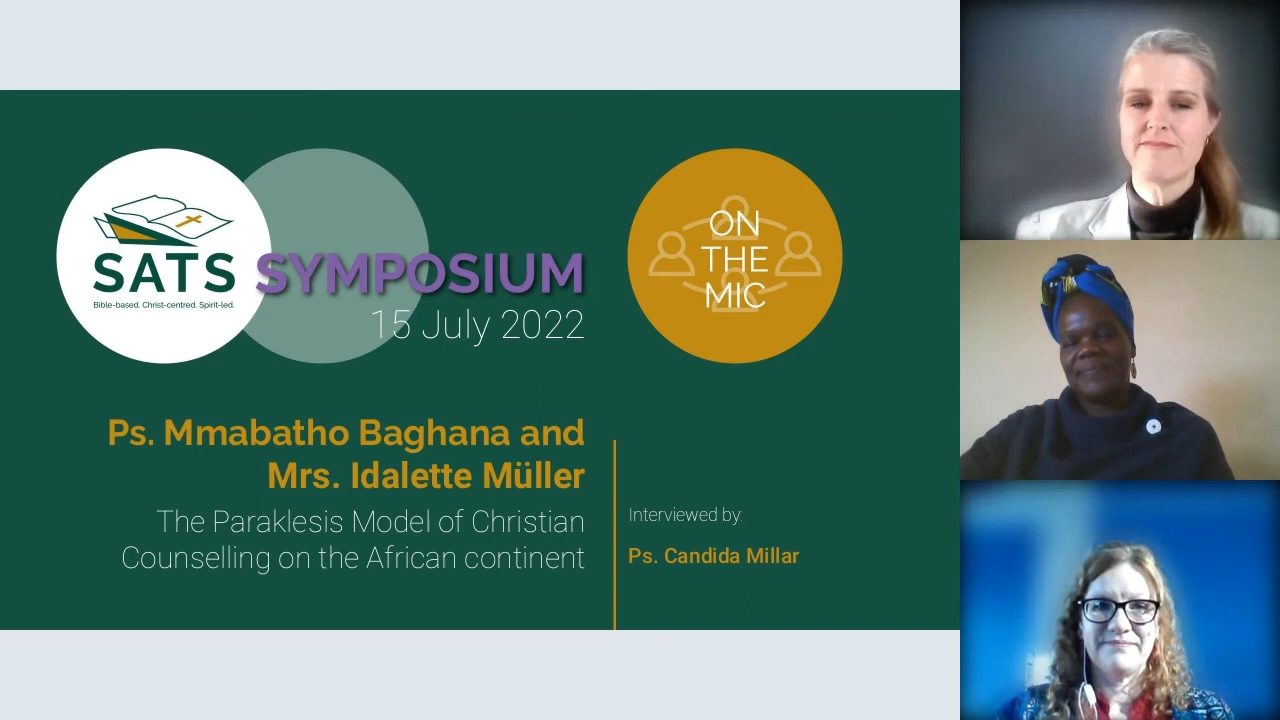 SATS
Bible-based. Christ-centred. Spirit-led.
SYMPOSIUM
15 July 2022
ON
THE
MIC
Ps. Mmabatho Baghana and
Mrs. Idalette Müller
The Paraklesis Model of Christian
Counselling on the African continent
Interviewed by:
Ps. Candida Millar